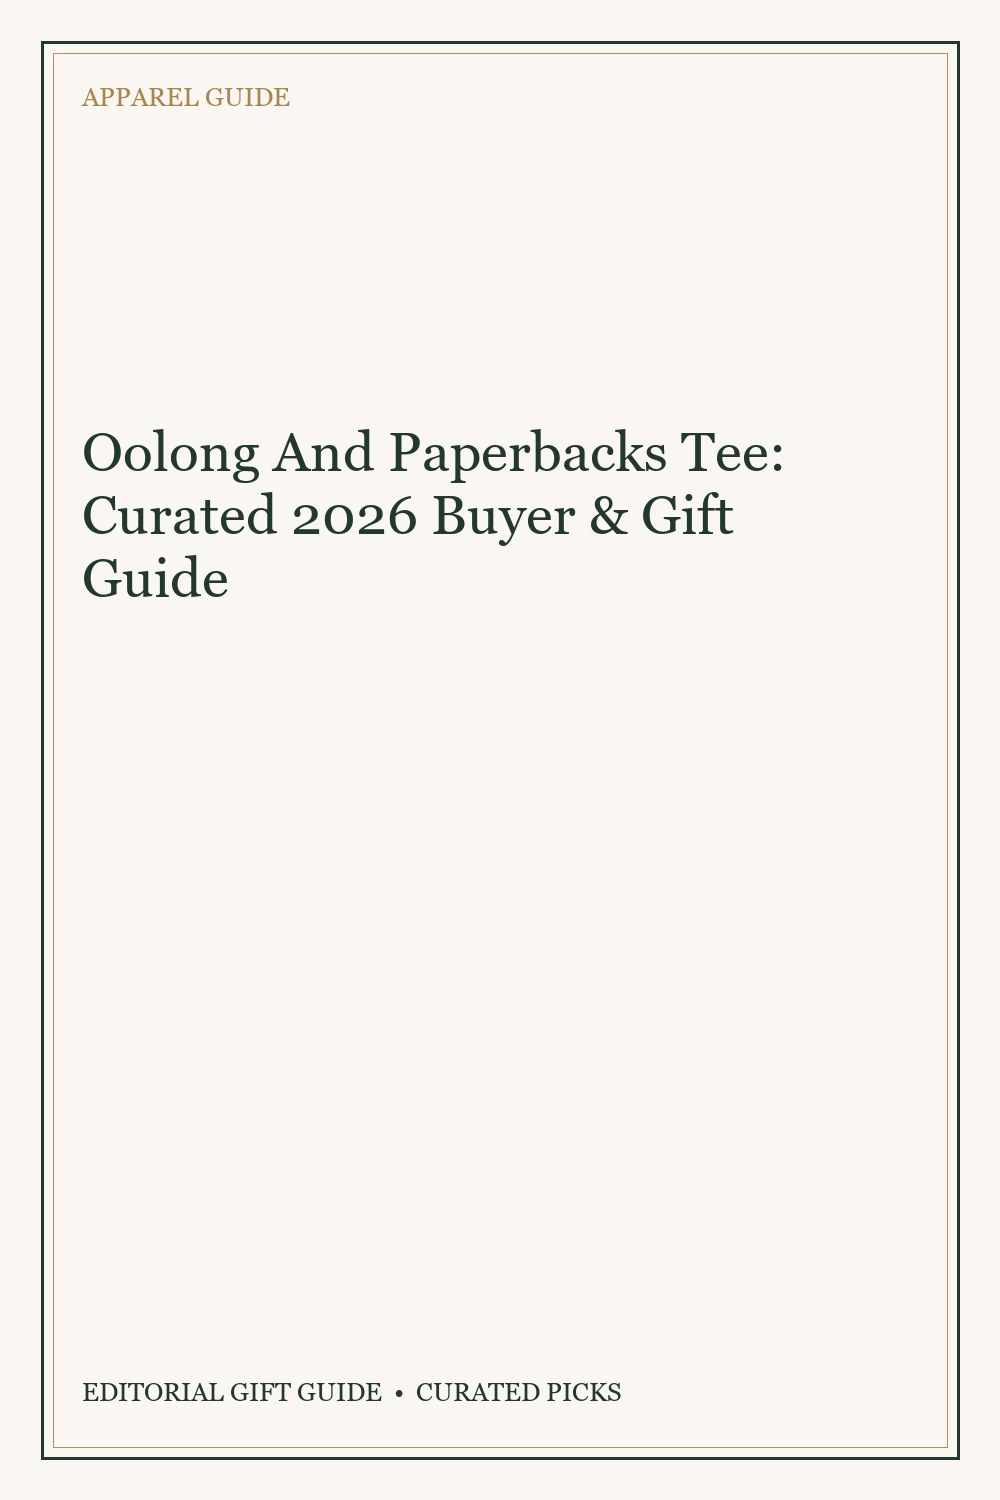 APPAREL GUIDE
Oolong And Paperbacks Tee:
Curated 2026 Buyer & Gift
Guide
EDITORIAL GIFT GUIDE • CURATED PICKS